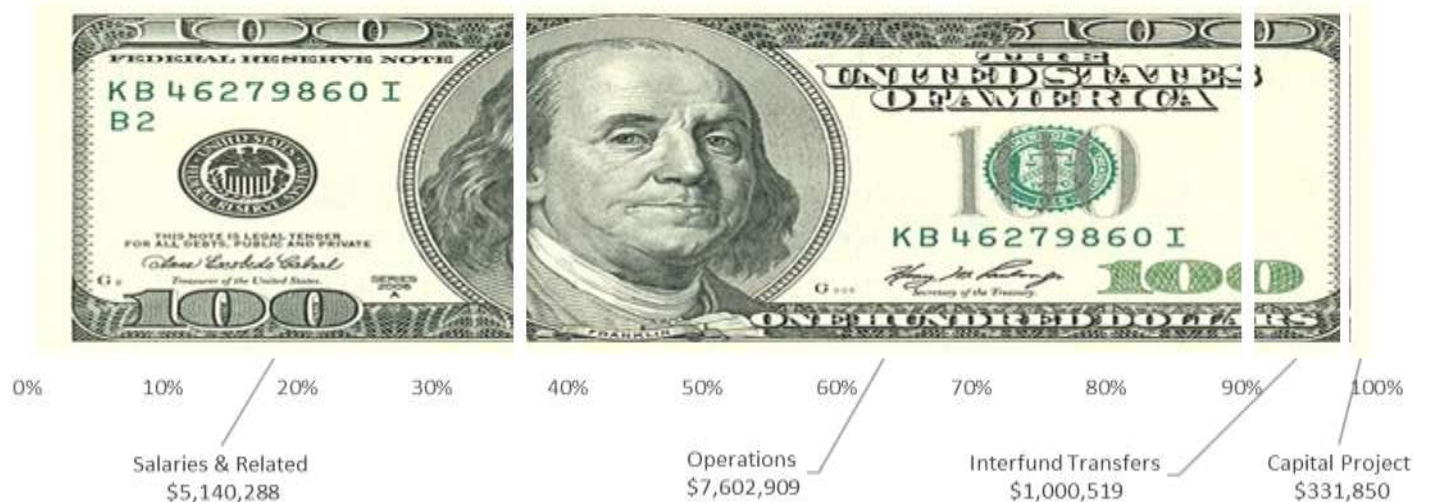 100 100
FEDERAL RESERVE NOTE
THE
UNITED STATES
OF AMERICA
KB 46279860 I
B2
100
THIS NOTE IS LEGAL TENDER
FOR ALL DEBTS, PUBLIC AND PRIVATE
KB 46279860 I
Treasurer of the United States.
SERIES
2006
A
Secretary of the Treasury.
100
100
FRANKLIN
ONE HUNDRED DOLLARS
0% 10% 20% 30% 40% 50% 60% 70% 80% 90% 100%
Salaries & Related
$5,140,288
Operations
$7,602,909
Interfund Transfers
$1,000,519
Capital Project
$331,850